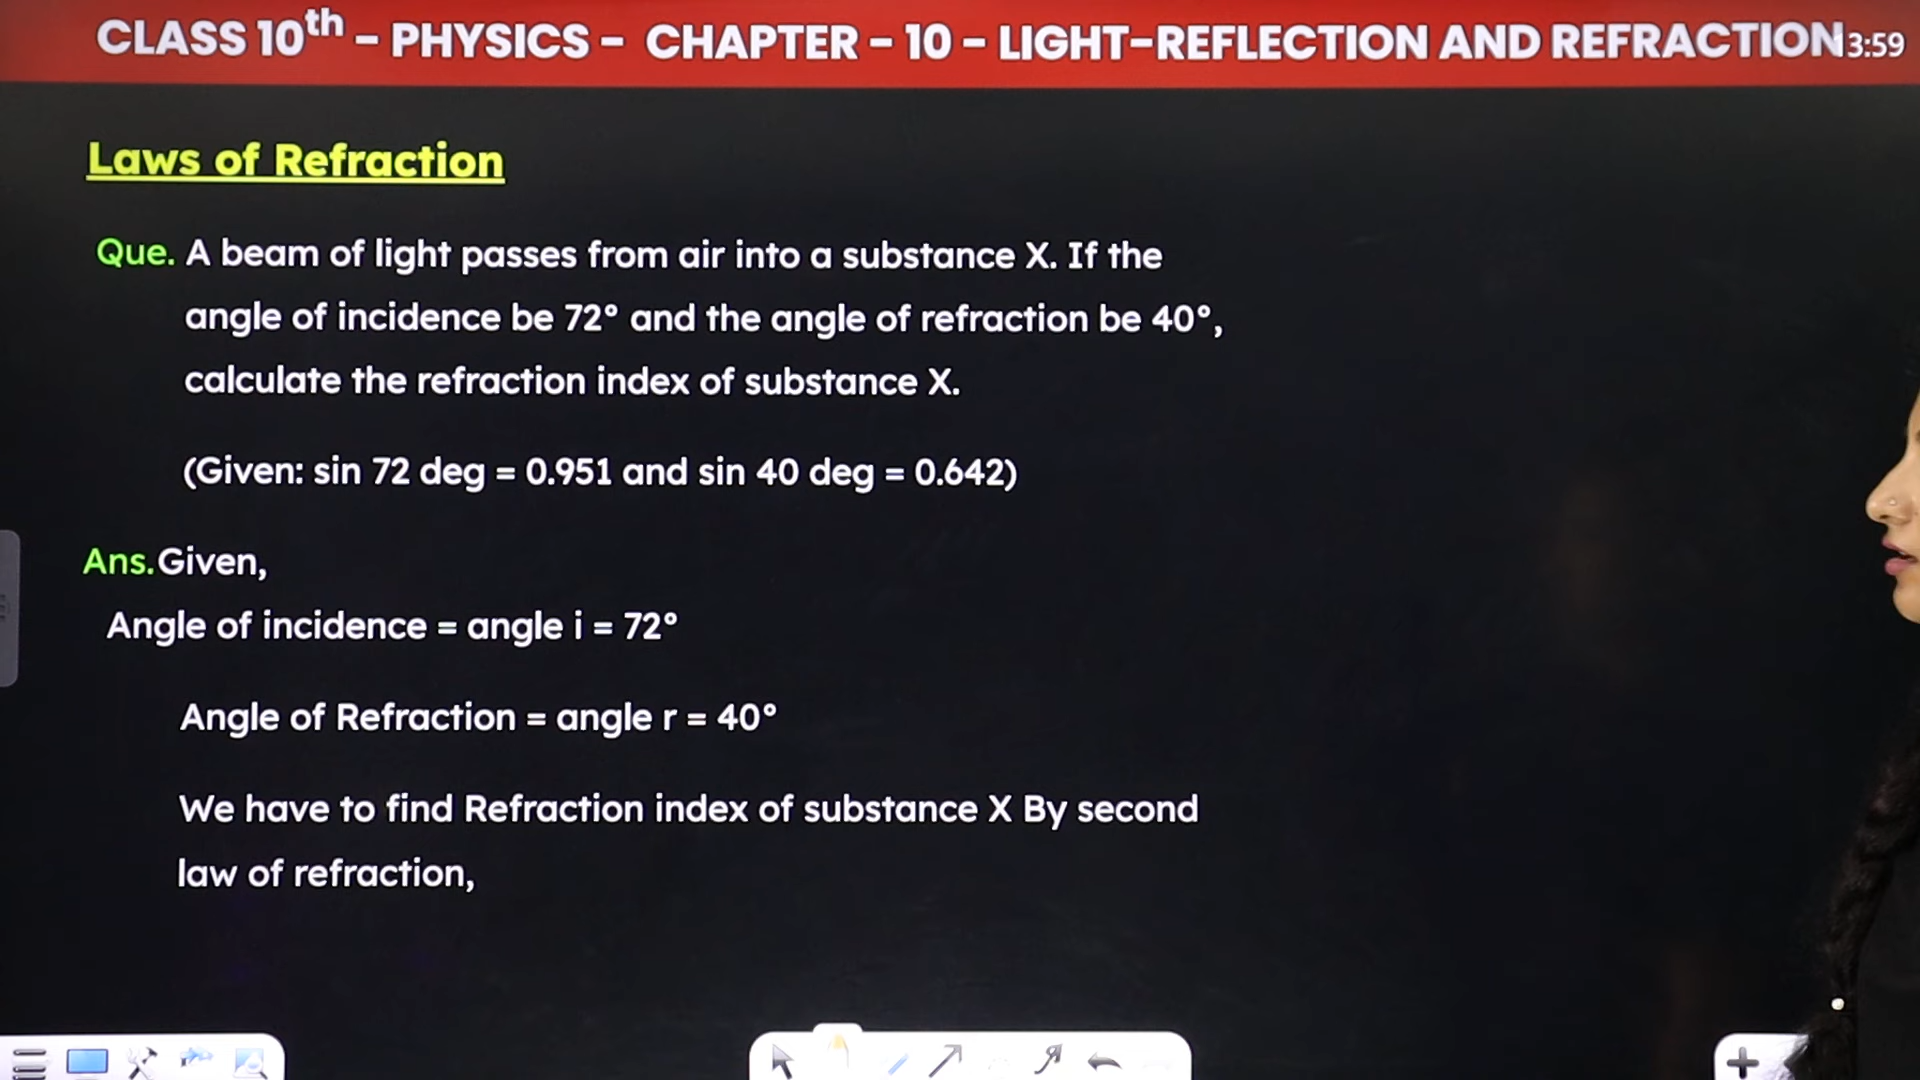 CLASS 10th - PHYSICS - CHAPTER - 10 - LIGHT-REFLECTION AND REFRACTION
13:59
Laws of Refraction
Que. A beam of light passes from air into a substance X. If the
angle of incidence be 72° and the angle of refraction be 40°,
calculate the refraction index of substance X.
(Given: sin 72 deg = 0.951 and sin 40 deg = 0.642)
Ans. Given,
Angle of incidence = angle i = 72°
Angle of Refraction = angle r = 40°
We have to find Refraction index of substance X By second
law of refraction,